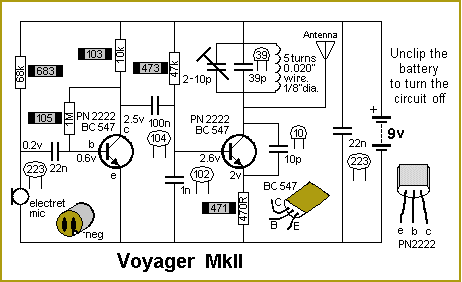 Antenna
68k
683
103
10k
473
47k
2-10p
39
39p
5 turns
0.020"
wire.
1/8"dia.
Unclip the
battery
to turn the
circuit off
105
1M
PN 2222
BC 547
2.5v
c
100n
104
PN2222
BC 547
10
10p
22n
223
+
9v
0.2v
223
22n
b
0.6v
e
2.6v
2v
102
1n
471
470R
BC 547
C
B
E
electret
mic
neg
e b c
PN2222
Voyager MkII